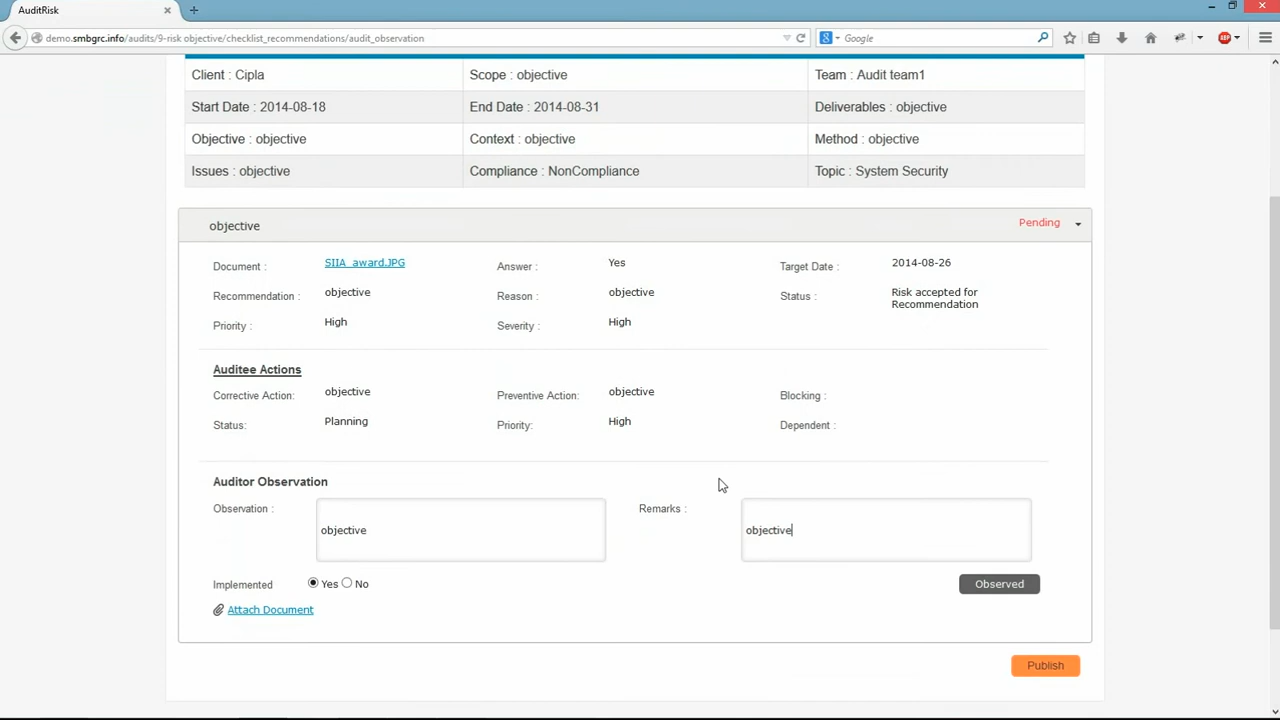 AuditRisk
demo.smbgrc.info/audits/9-risk objective/checklist_recommendations/audit_observation
Google
ABP
Client : Cipla Scope : objective Team : Audit team1
Start Date : 2014-08-18 End Date : 2014-08-31 Deliverables : objective
Objective : objective Context : objective Method : objective
Issues : objective Compliance : NonCompliance Topic : System Security
objective Pending
Document : SIIA_award.JPG Answer : Yes Target Date : 2014-08-26
Recommendation : objective Reason : objective Status : Risk accepted for
Recommendation
Priority : High Severity : High
Auditee Actions
Corrective Action: objective Preventive Action: objective Blocking :
Status: Planning Priority: High Dependent :
Auditor Observation
Observation : objective Remarks : objective
Implemented Yes No Observed
Attach Document
Publish